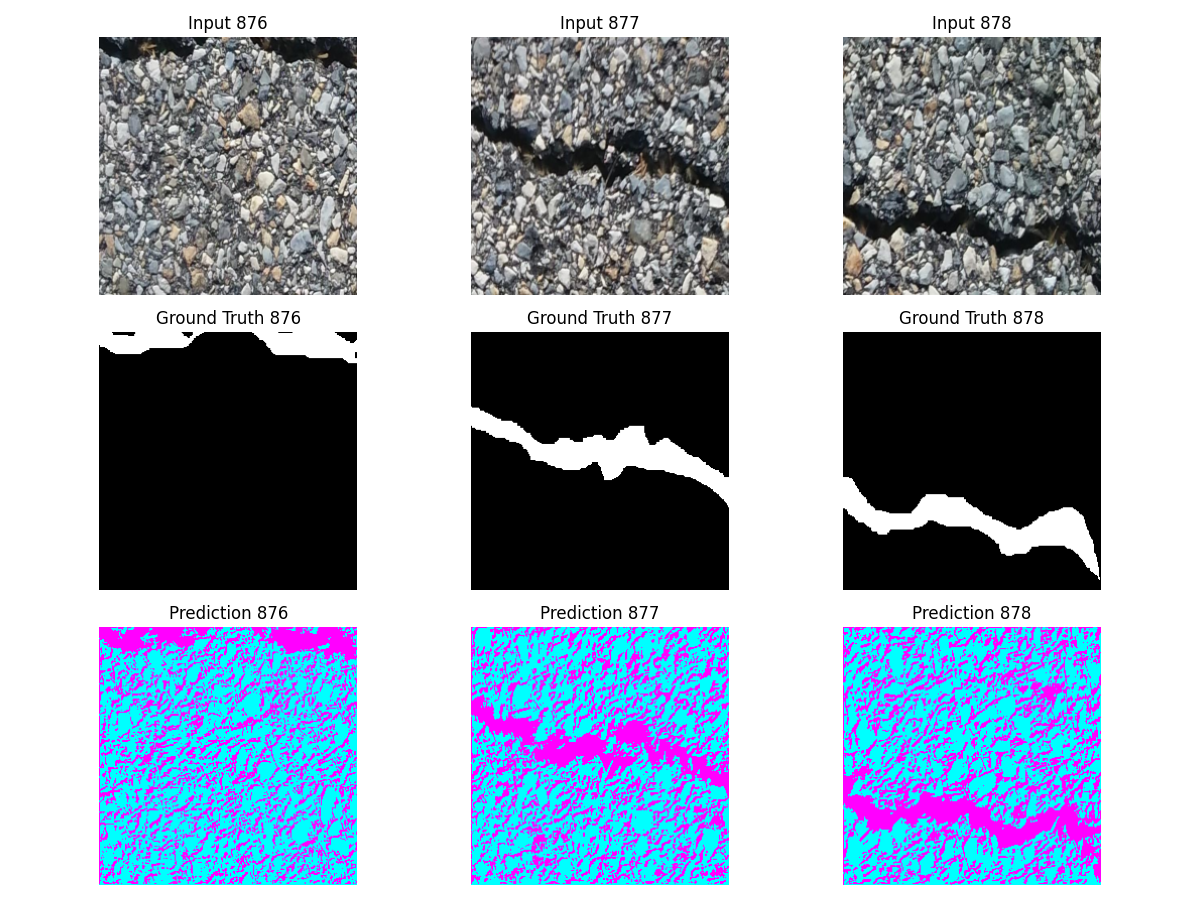 Input 876
Input 877
Input 878
Ground Truth 876
Ground Truth 877
Ground Truth 878
Prediction 876
Prediction 877
Prediction 878